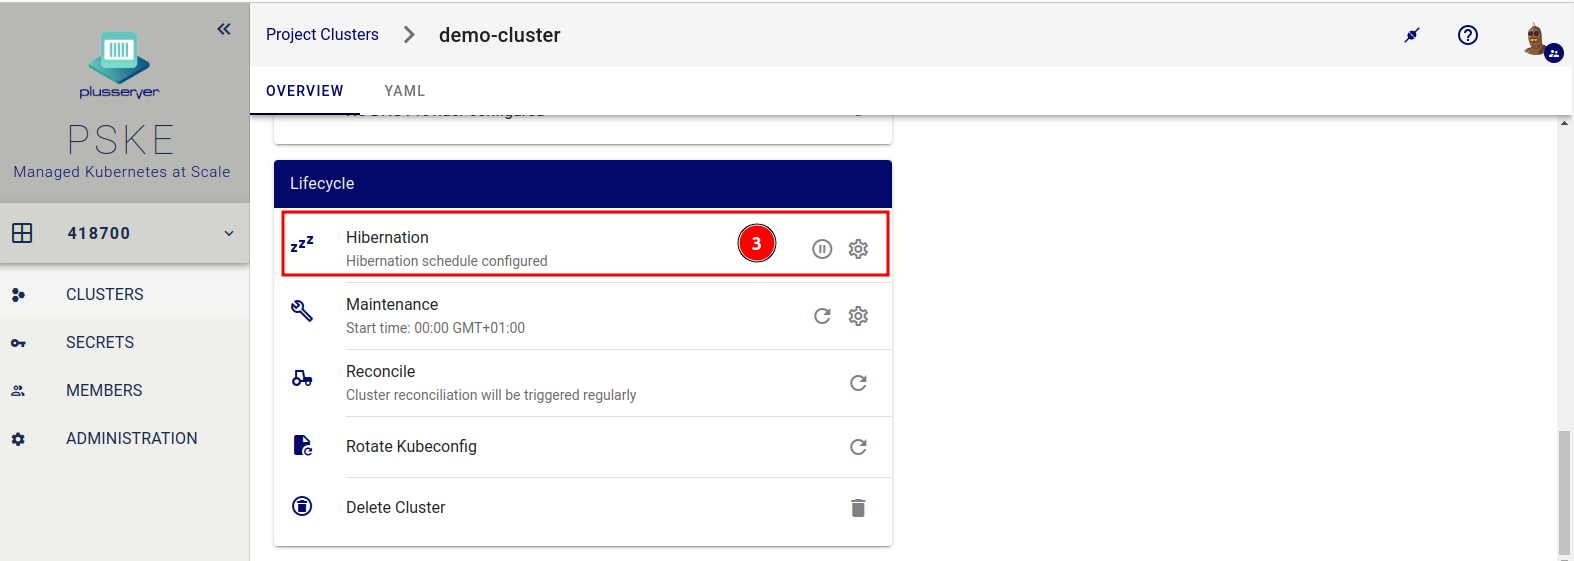 Project Clusters
demo-cluster
plusserver
PSKE
Managed Kubernetes at Scale
418700
CLUSTERS
SECRETS
MEMBERS
ADMINISTRATION
OVERVIEW YAML
Lifecycle
zzz
Hibernation
Hibernation schedule configured
3
Maintenance
Start time: 00:00 GMT+01:00
Reconcile
Cluster reconciliation will be triggered regularly
Rotate Kubeconfig
Delete Cluster